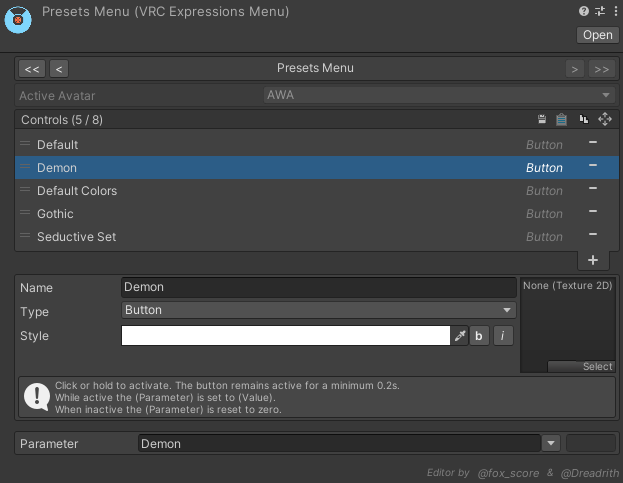 Presets Menu (VRC Expressions Menu)
Open
<< < Presets Menu > >>
Active Avatar AWA
Controls (5 / 8)
Default Button
Demon Button
Default Colors Button
Gothic Button
Seductive Set Button
+
Name Demon
None (Texture 2D)
Type Button
Style b i
Select
Click or hold to activate. The button remains active for a minimum 0.2s.
While active the (Parameter) is set to (Value).
When inactive the (Parameter) is reset to zero.
Parameter Demon
Editor by @fox_score & @Dreadrith